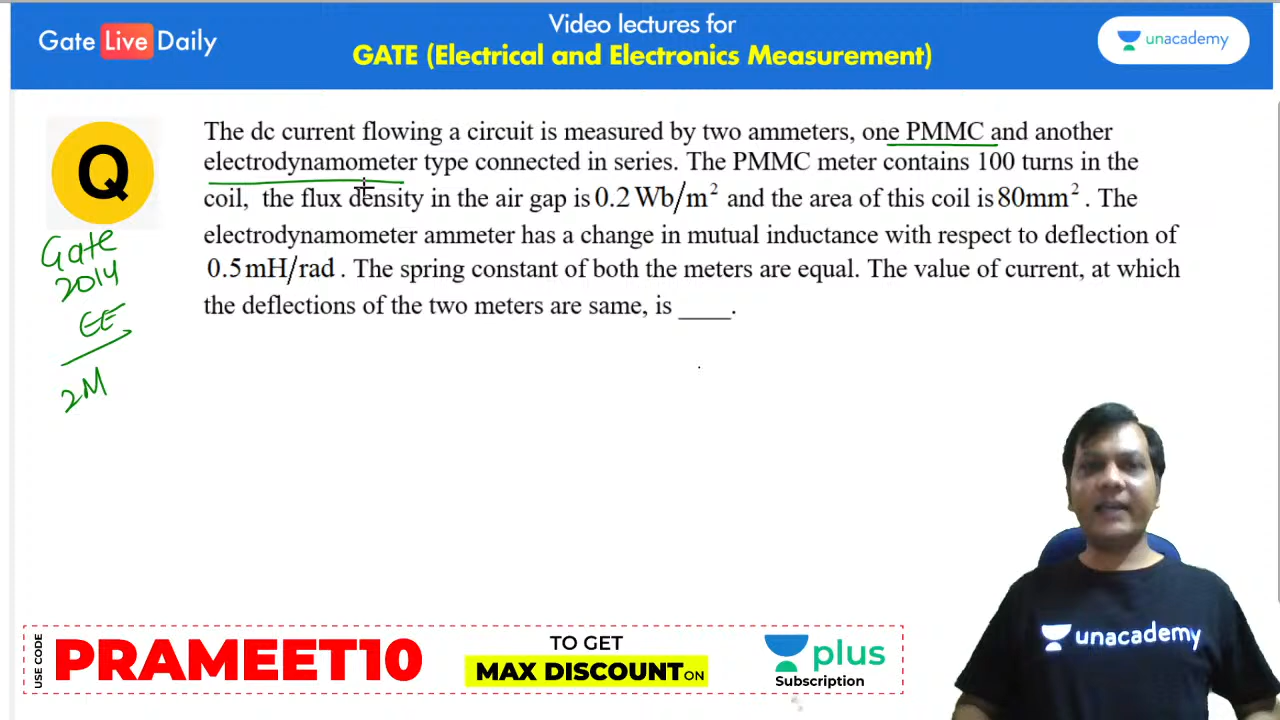 Gate Live Daily
Video lectures for
GATE (Electrical and Electronics Measurement)
unacademy
Q
The dc current flowing a circuit is measured by two ammeters, one PMMC and another
electrodynamometer type connected in series. The PMMC meter contains 100 turns in the
coil, the flux density in the air gap is 0.2 Wb/m² and the area of this coil is 80mm². The
electrodynamometer ammeter has a change in mutual inductance with respect to deflection of
0.5 mH/rad. The spring constant of both the meters are equal. The value of current, at which
the deflections of the two meters are same, is ____.
Gate
2014
EE
2M
unacademy
USE CODE
PRAMEET10
TO GET
MAX DISCOUNT ON
plus
Subscription